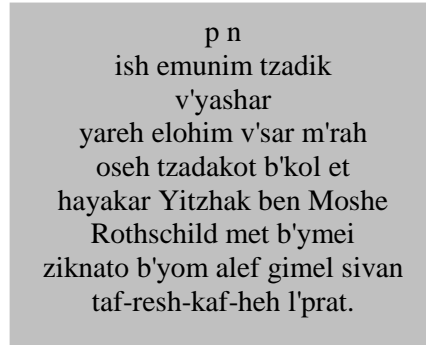 p n
ish emunim tzadik
v'yashar
yareh elohim v'sar m'rah
oseh tzadakot b'kol et
hayakar Yitzhak ben Moshe
Rothschild met b'ymei
ziknato b'yom alef gimel sivan
taf-resh-kaf-heh l'prat.